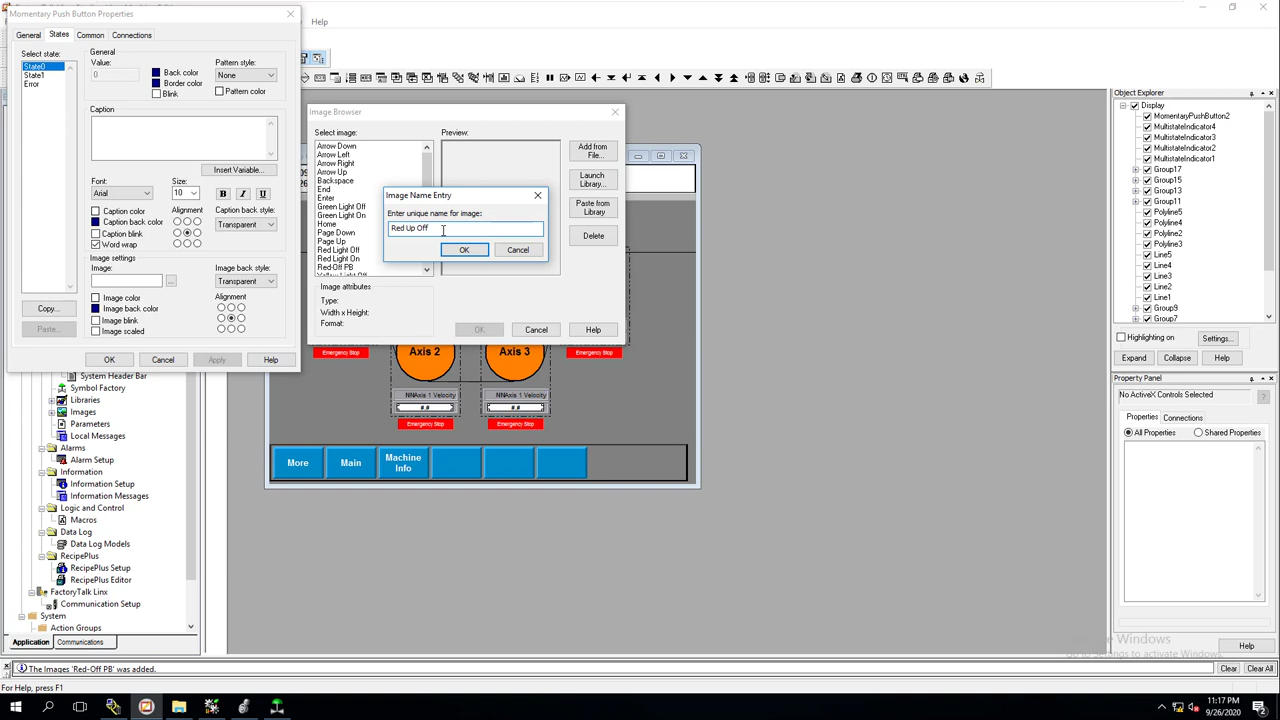 Momentary Push Button Properties
General
States
Common
Connections
Help
Select state:
State0
State1
Error
General
Value:
0
Back color
Border color
Blink
Pattern style:
None
Pattern color
Caption
Insert Variable...
Font:
Arial
Size:
10
B
I
U
Caption color
Caption back color
Caption blink
Word wrap
Alignment
Caption back style:
Transparent
Image settings
Image:
...
Image back style:
Transparent
Image color
Image back color
Image blink
Image scaled
Alignment
Copy...
Paste...
OK
Cancel
Apply
Help
Image Browser
Select image:
Arrow Down
Arrow Left
Arrow Right
Arrow Up
Backspace
End
Enter
Green Light Off
Green Light On
Home
Page Down
Page Up
Red Light Off
Red Light On
Red-Off PB
Yellow Light Off
Preview:
Add from
File...
Launch
Library...
Paste from
Library
Delete
Image attributes
Type:
Width x Height:
Format:
OK
Cancel
Help
Image Name Entry
Enter unique name for image:
Red Up Off
OK
Cancel
Emergency Stop
Axis 2
Axis 3
Emergency Stop
NNAxis 1 Velocity
NNAxis 1 Velocity
#.#
#.#
Emergency Stop
Emergency Stop
More
Main
Machine
Info
System Header Bar
Symbol Factory
Libraries
Images
Parameters
Local Messages
Alarms
Alarm Setup
Information
Information Setup
Information Messages
Logic and Control
Macros
Data Log
Data Log Models
RecipePlus
RecipePlus Setup
RecipePlus Editor
FactoryTalk Linx
Communication Setup
System
Action Groups
Application
Communications
Object Explorer
Display
MomentaryPushButton2
MultistateIndicator4
MultistateIndicator3
MultistateIndicator2
MultistateIndicator1
Group17
Group15
Group13
Group11
Polyline5
Polyline4
Polyline2
Polyline3
Line5
Line3
Line2
Line1
Group9
Group7
Highlighting on
Settings...
Expand
Collapse
Help
Property Panel
No ActiveX Controls Selected
?
Properties
Connections
All Properties
Shared Properties
Windows
Go to Settings to activate Windows.
Help
The Images 'Red-Off PB' was added.
Clear
Clear All
For Help, press F1
11:17 PM
9/26/2020
2